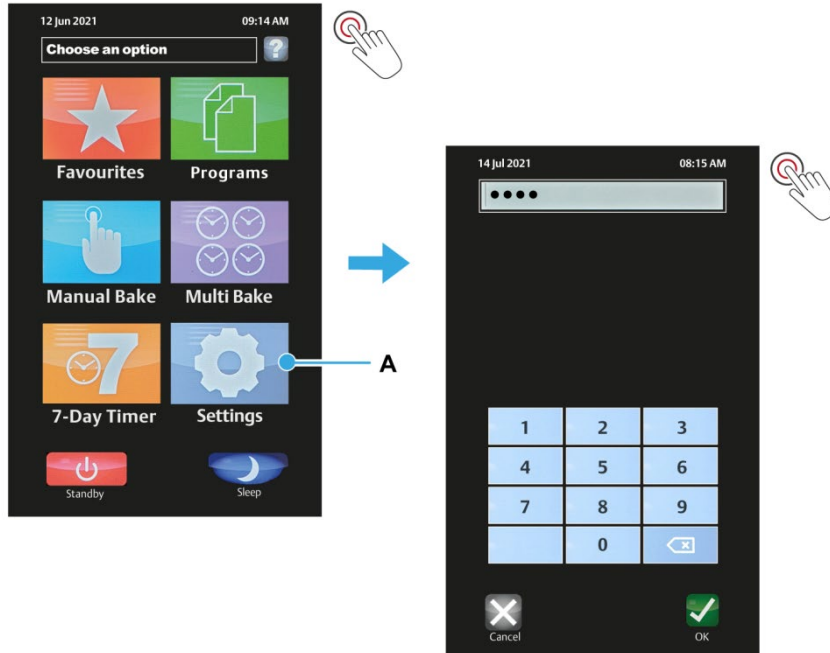 12 Jun 2021 09:14 AM
Choose an option ?
Favourites Programs
Manual Bake Multi Bake
7
7-Day Timer Settings
Standby Sleep
A
14 Jul 2021 08:15 AM
••••
1 2 3
4 5 6
7 8 9
0
Cancel OK